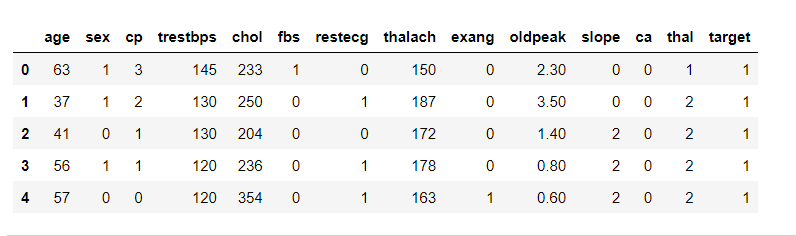 age sex cp trestbps chol fbs restecg thalach exang oldpeak slope ca thal target
0 63 1 3 145 233 1 0 150 0 2.30 0 0 1 1
1 37 1 2 130 250 0 1 187 0 3.50 0 0 2 1
2 41 0 1 130 204 0 0 172 0 1.40 2 0 2 1
3 56 1 1 120 236 0 1 178 0 0.80 2 0 2 1
4 57 0 0 120 354 0 1 163 1 0.60 2 0 2 1